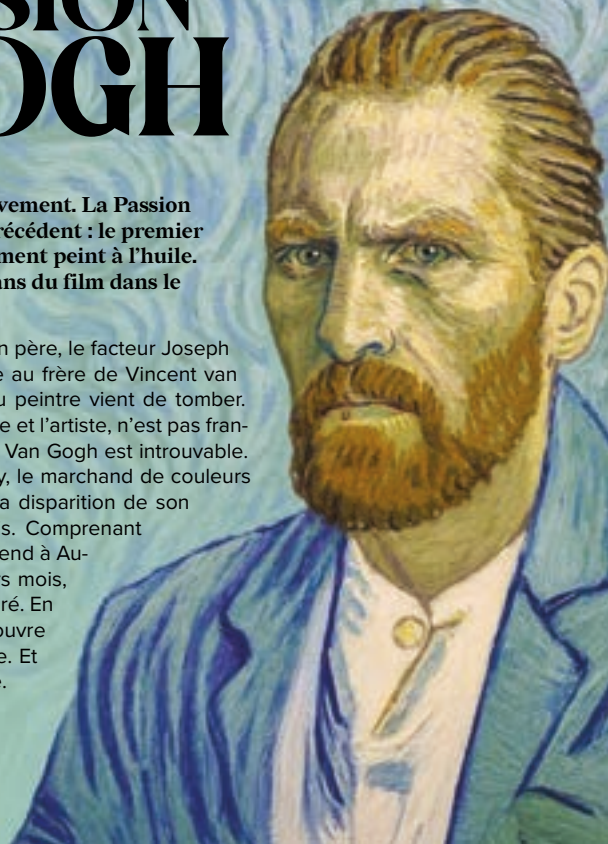 SION
OGH
vement. La Passion
récédent : le premier
ment peint à l'huile.
ans du film dans le
n père, le facteur Joseph
e au frère de Vincent van
u peintre vient de tomber.
e et l'artiste, n'est pas fran-
Van Gogh est introuvable.
y, le marchand de couleurs
a disparition de son
s. Comprenant
end à Au-
rs mois,
ré. En
ouvre
e. Et
e.